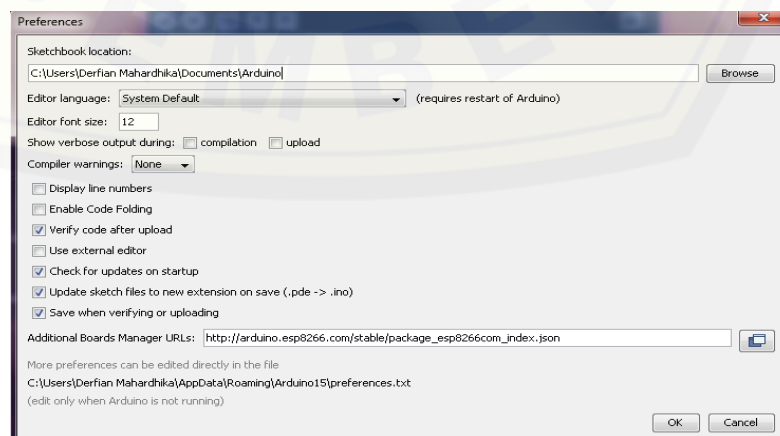 Preferences
Sketchbook location:
C:\Users\Derfian Mahardhika\Documents\Arduino
Browse
Editor language: System Default (requires restart of Arduino)
Editor font size: 12
Show verbose output during: compilation upload
Compiler warnings: None
Display line numbers
Enable Code Folding
Verify code after upload
Use external editor
Check for updates on startup
Update sketch files to new extension on save (.pde -> .ino)
Save when verifying or uploading
Additional Boards Manager URLs: http://arduino.esp8266.com/stable/package_esp8266com_index.json
More preferences can be edited directly in the file
C:\Users\Derfian Mahardhika\AppData\Roaming\Arduino15\preferences.txt
(edit only when Arduino is not running)
OK Cancel